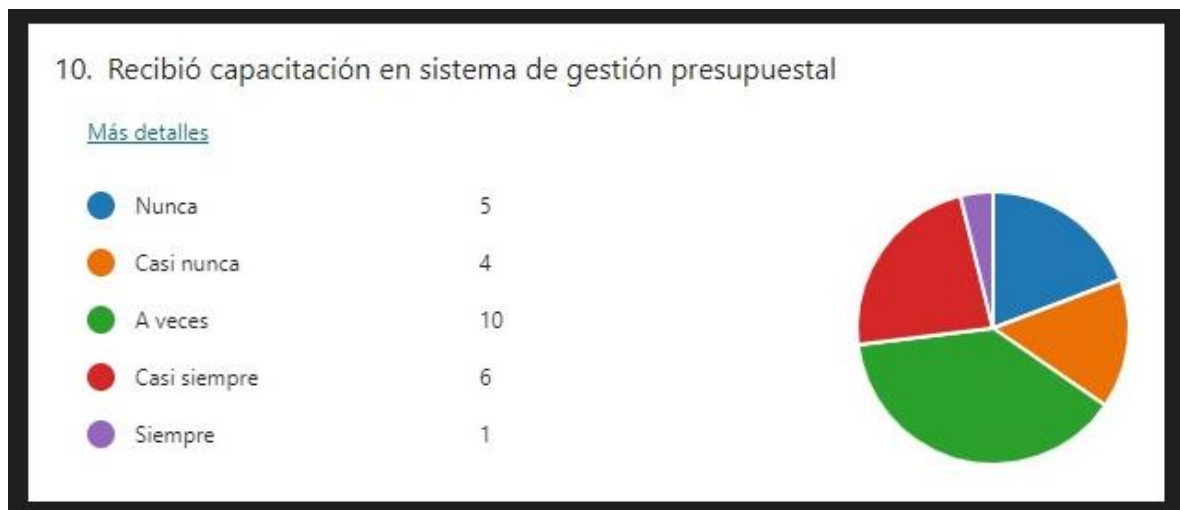 10. Recibió capacitación en sistema de gestión presupuestal
Más detalles
Nunca 5
Casi nunca 4
A veces 10
Casi siempre 6
Siempre 1